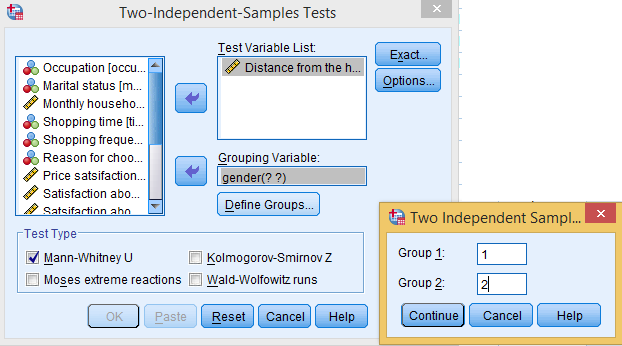 Two-Independent-Samples Tests
Test Variable List:
Occupation [occu...
Marital status [m...
Monthly househo...
Shopping time [ti...
Shopping freque...
Reason for choo...
Price satsifaction...
Satisfaction abo...
Satsifaction abo...
Distance from the h...
Exact...
Options...
Grouping Variable:
gender(? ?)
Define Groups...
Test Type
Mann-Whitney U
Kolmogorov-Smirnov Z
Moses extreme reactions
Wald-Wolfowitz runs
OK
Paste
Reset
Cancel
Help
Two Independent Sampl...
Group 1:
1
Group 2:
2
Continue
Cancel
Help